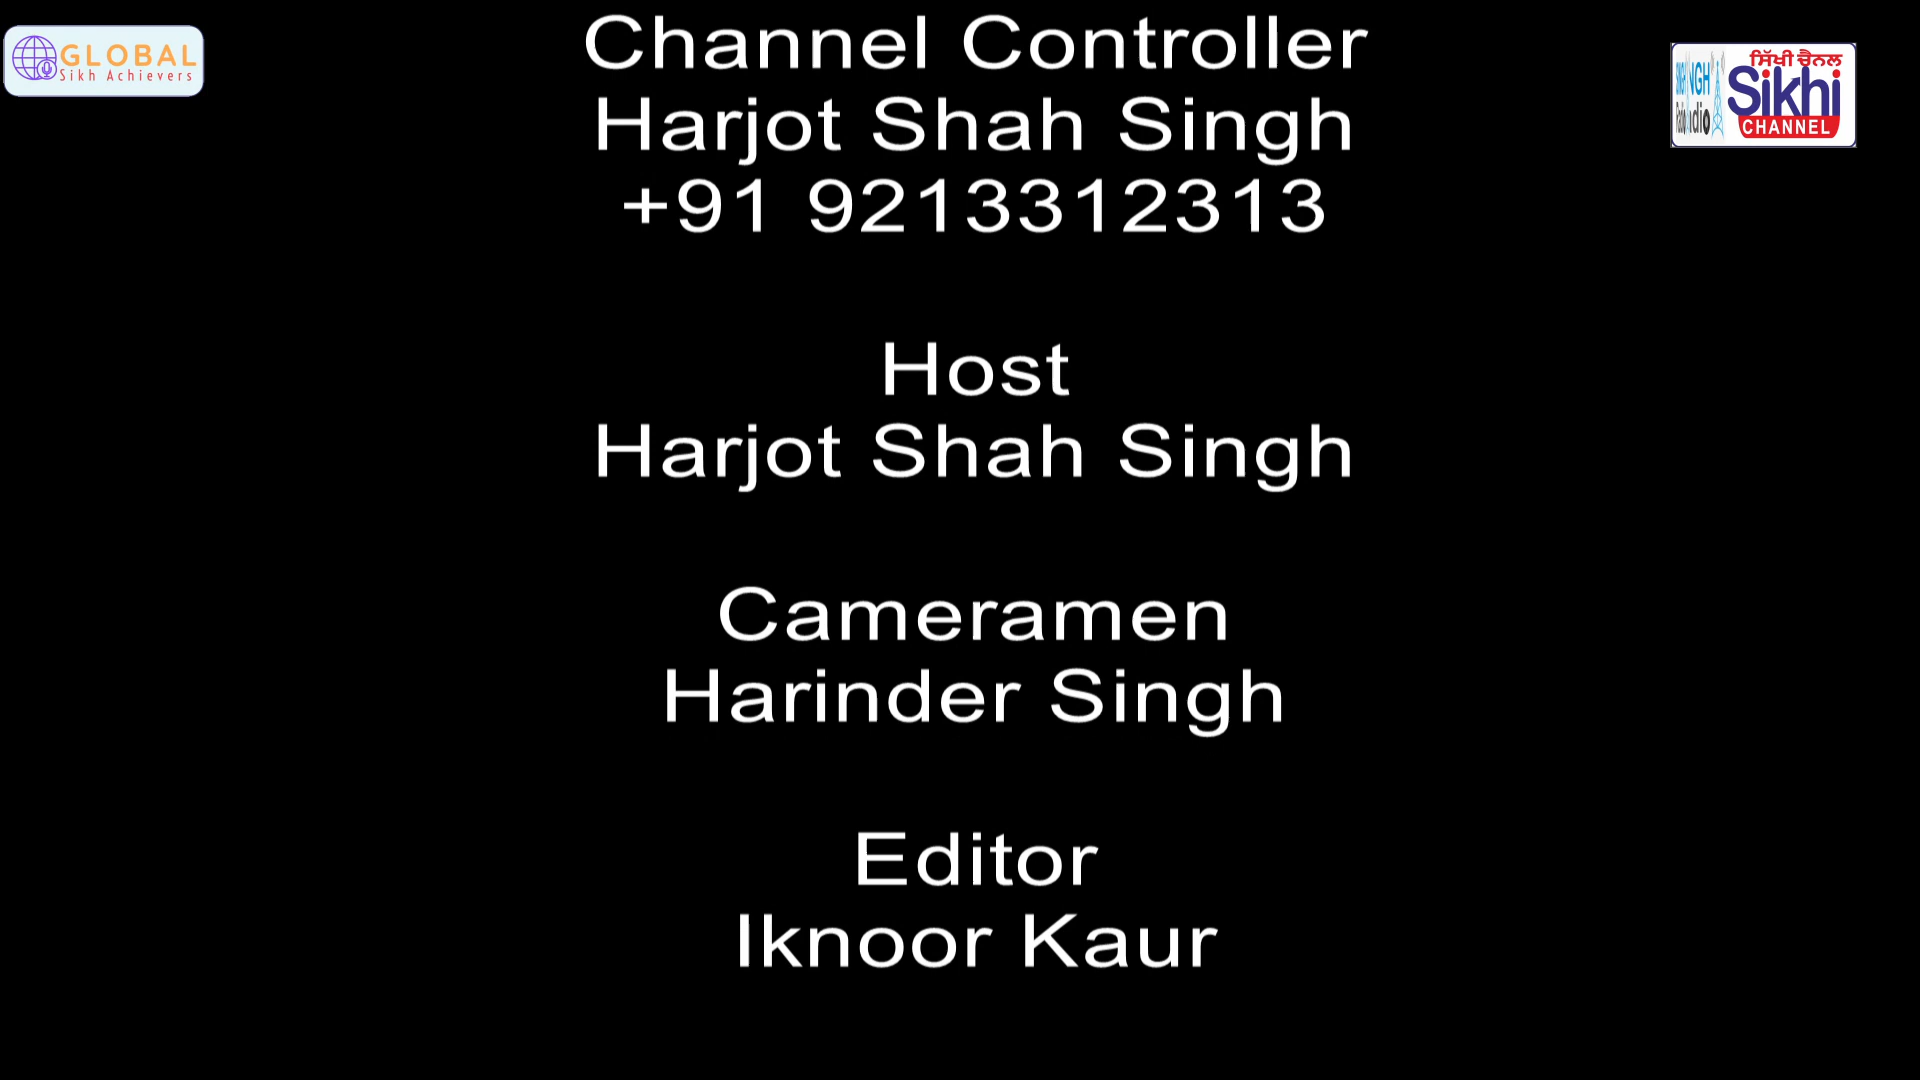 GLOBAL
Sikh Achievers
ਸਿੱਖੀ ਚੈਨਲ
Sikhi
CHANNEL
Channel Controller
Harjot Shah Singh
+91 9213312313
Host
Harjot Shah Singh
Cameramen
Harinder Singh
Editor
Iknoor Kaur